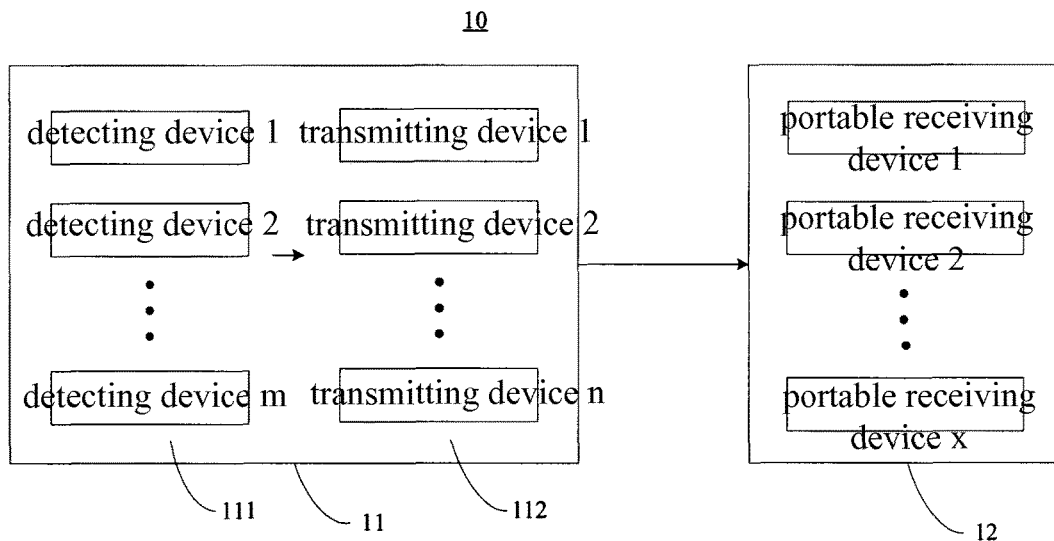 10
detecting device 1
transmitting device 1
portable receiving
device 1
detecting device 2
transmitting device 2
portable receiving
device 2
detecting device m
transmitting device n
portable receiving
device x
111
11
112
12